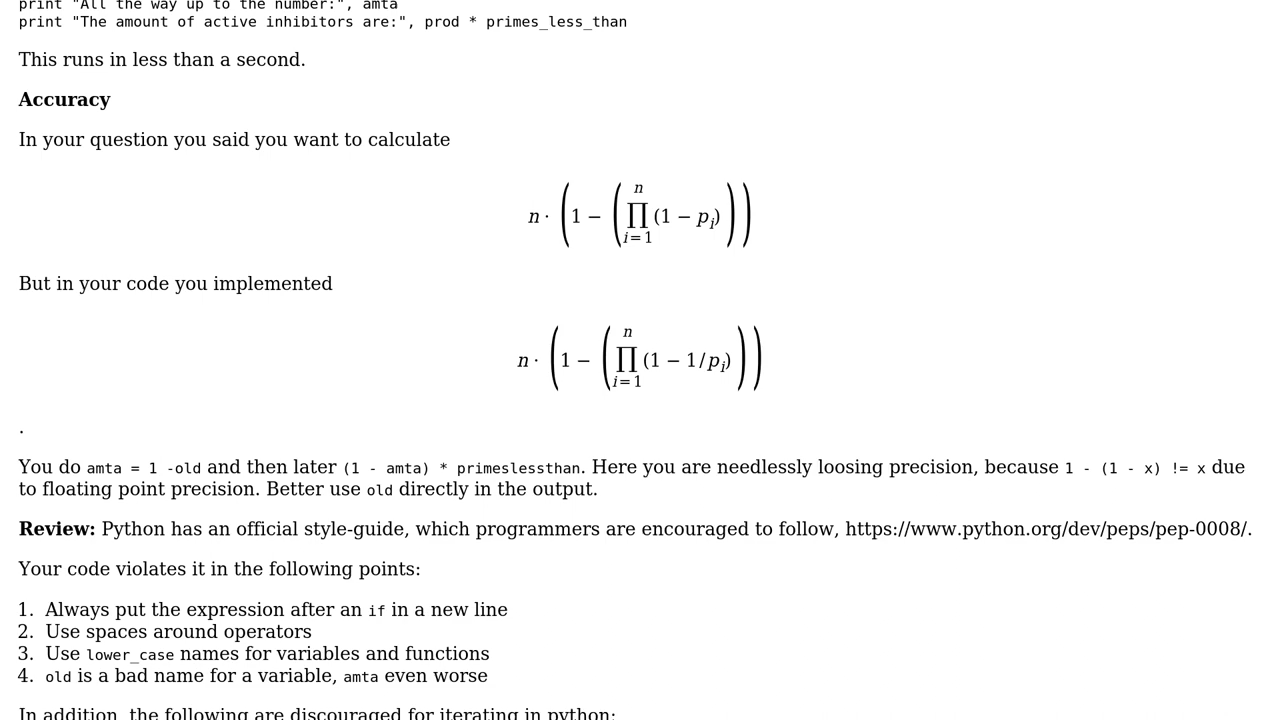 print "All the way up to the number:", amta
print "The amount of active inhibitors are:", prod * primes_less_than
This runs in less than a second.
Accuracy
In your question you said you want to calculate
n · (1 − (∏_{i=1}^{n} (1 − p_i)))
But in your code you implemented
n · (1 − (∏_{i=1}^{n} (1 − 1/p_i)))
.
You do amta = 1 -old and then later (1 - amta) * primeslessthan. Here you are needlessly loosing precision, because 1 - (1 - x) != x due
to floating point precision. Better use old directly in the output.
Review: Python has an official style-guide, which programmers are encouraged to follow, https://www.python.org/dev/peps/pep-0008/.
Your code violates it in the following points:
1. Always put the expression after an if in a new line
2. Use spaces around operators
3. Use lower_case names for variables and functions
4. old is a bad name for a variable, amta even worse
In addition, the following are discouraged for iterating in python: